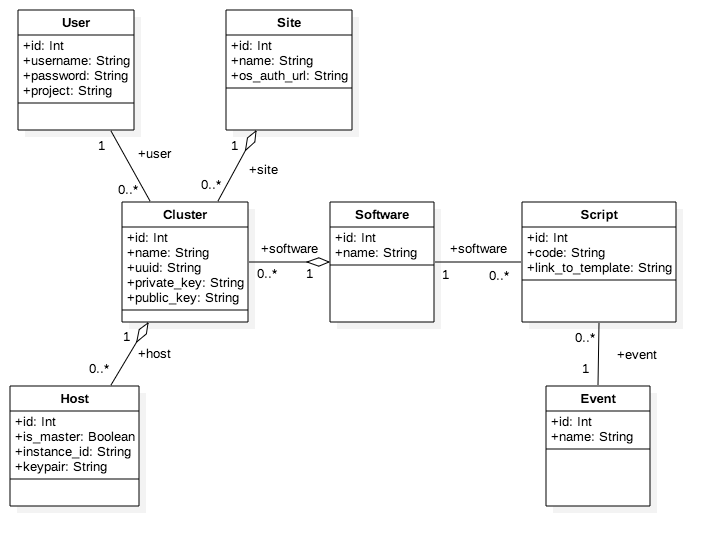 User
+id: Int
+username: String
+password: String
+project: String
Site
+id: Int
+name: String
+os_auth_url: String
1
+user
0..*
1
+site
0..*
Cluster
+id: Int
+name: String
+uuid: String
+private_key: String
+public_key: String
+software
0..*
1
Software
+id: Int
+name: String
+software
1
0..*
Script
+id: Int
+code: String
+link_to_template: String
1
+host
0..*
0..*
+event
1
Host
+id: Int
+is_master: Boolean
+instance_id: String
+keypair: String
Event
+id: Int
+name: String